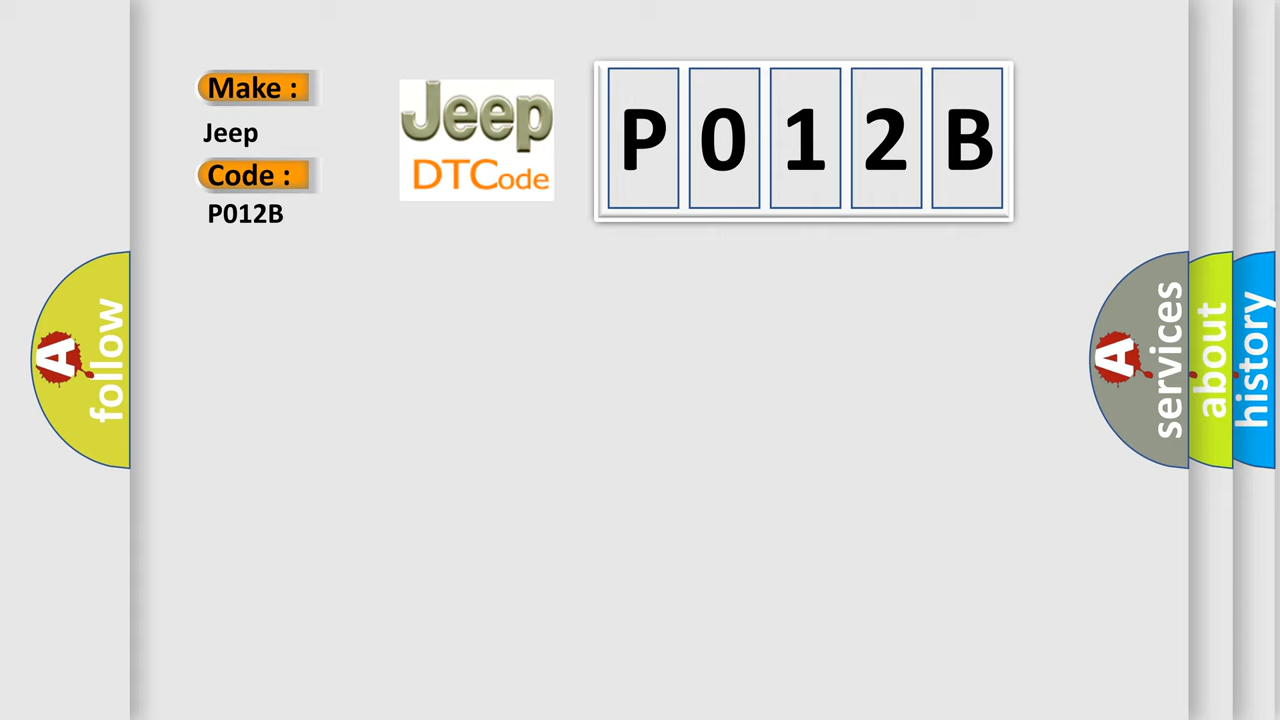 Make :
Jeep
Code :
P012B
Jeep
DTCode
P 0 1 2 B
A follow
A services
about
history